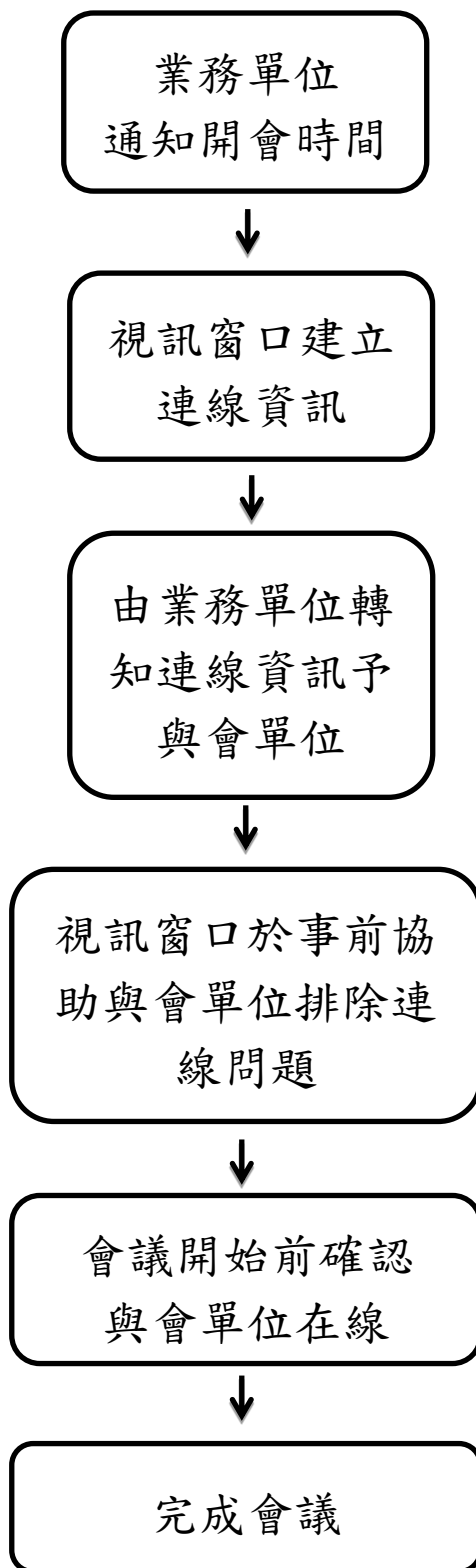 業務單位
通知開會時間
視訊窗口建立
連線資訊
由業務單位轉
知連線資訊予
與會單位
視訊窗口於事前協
助與會單位排除連
線問題
會議開始前確認
與會單位在線
完成會議